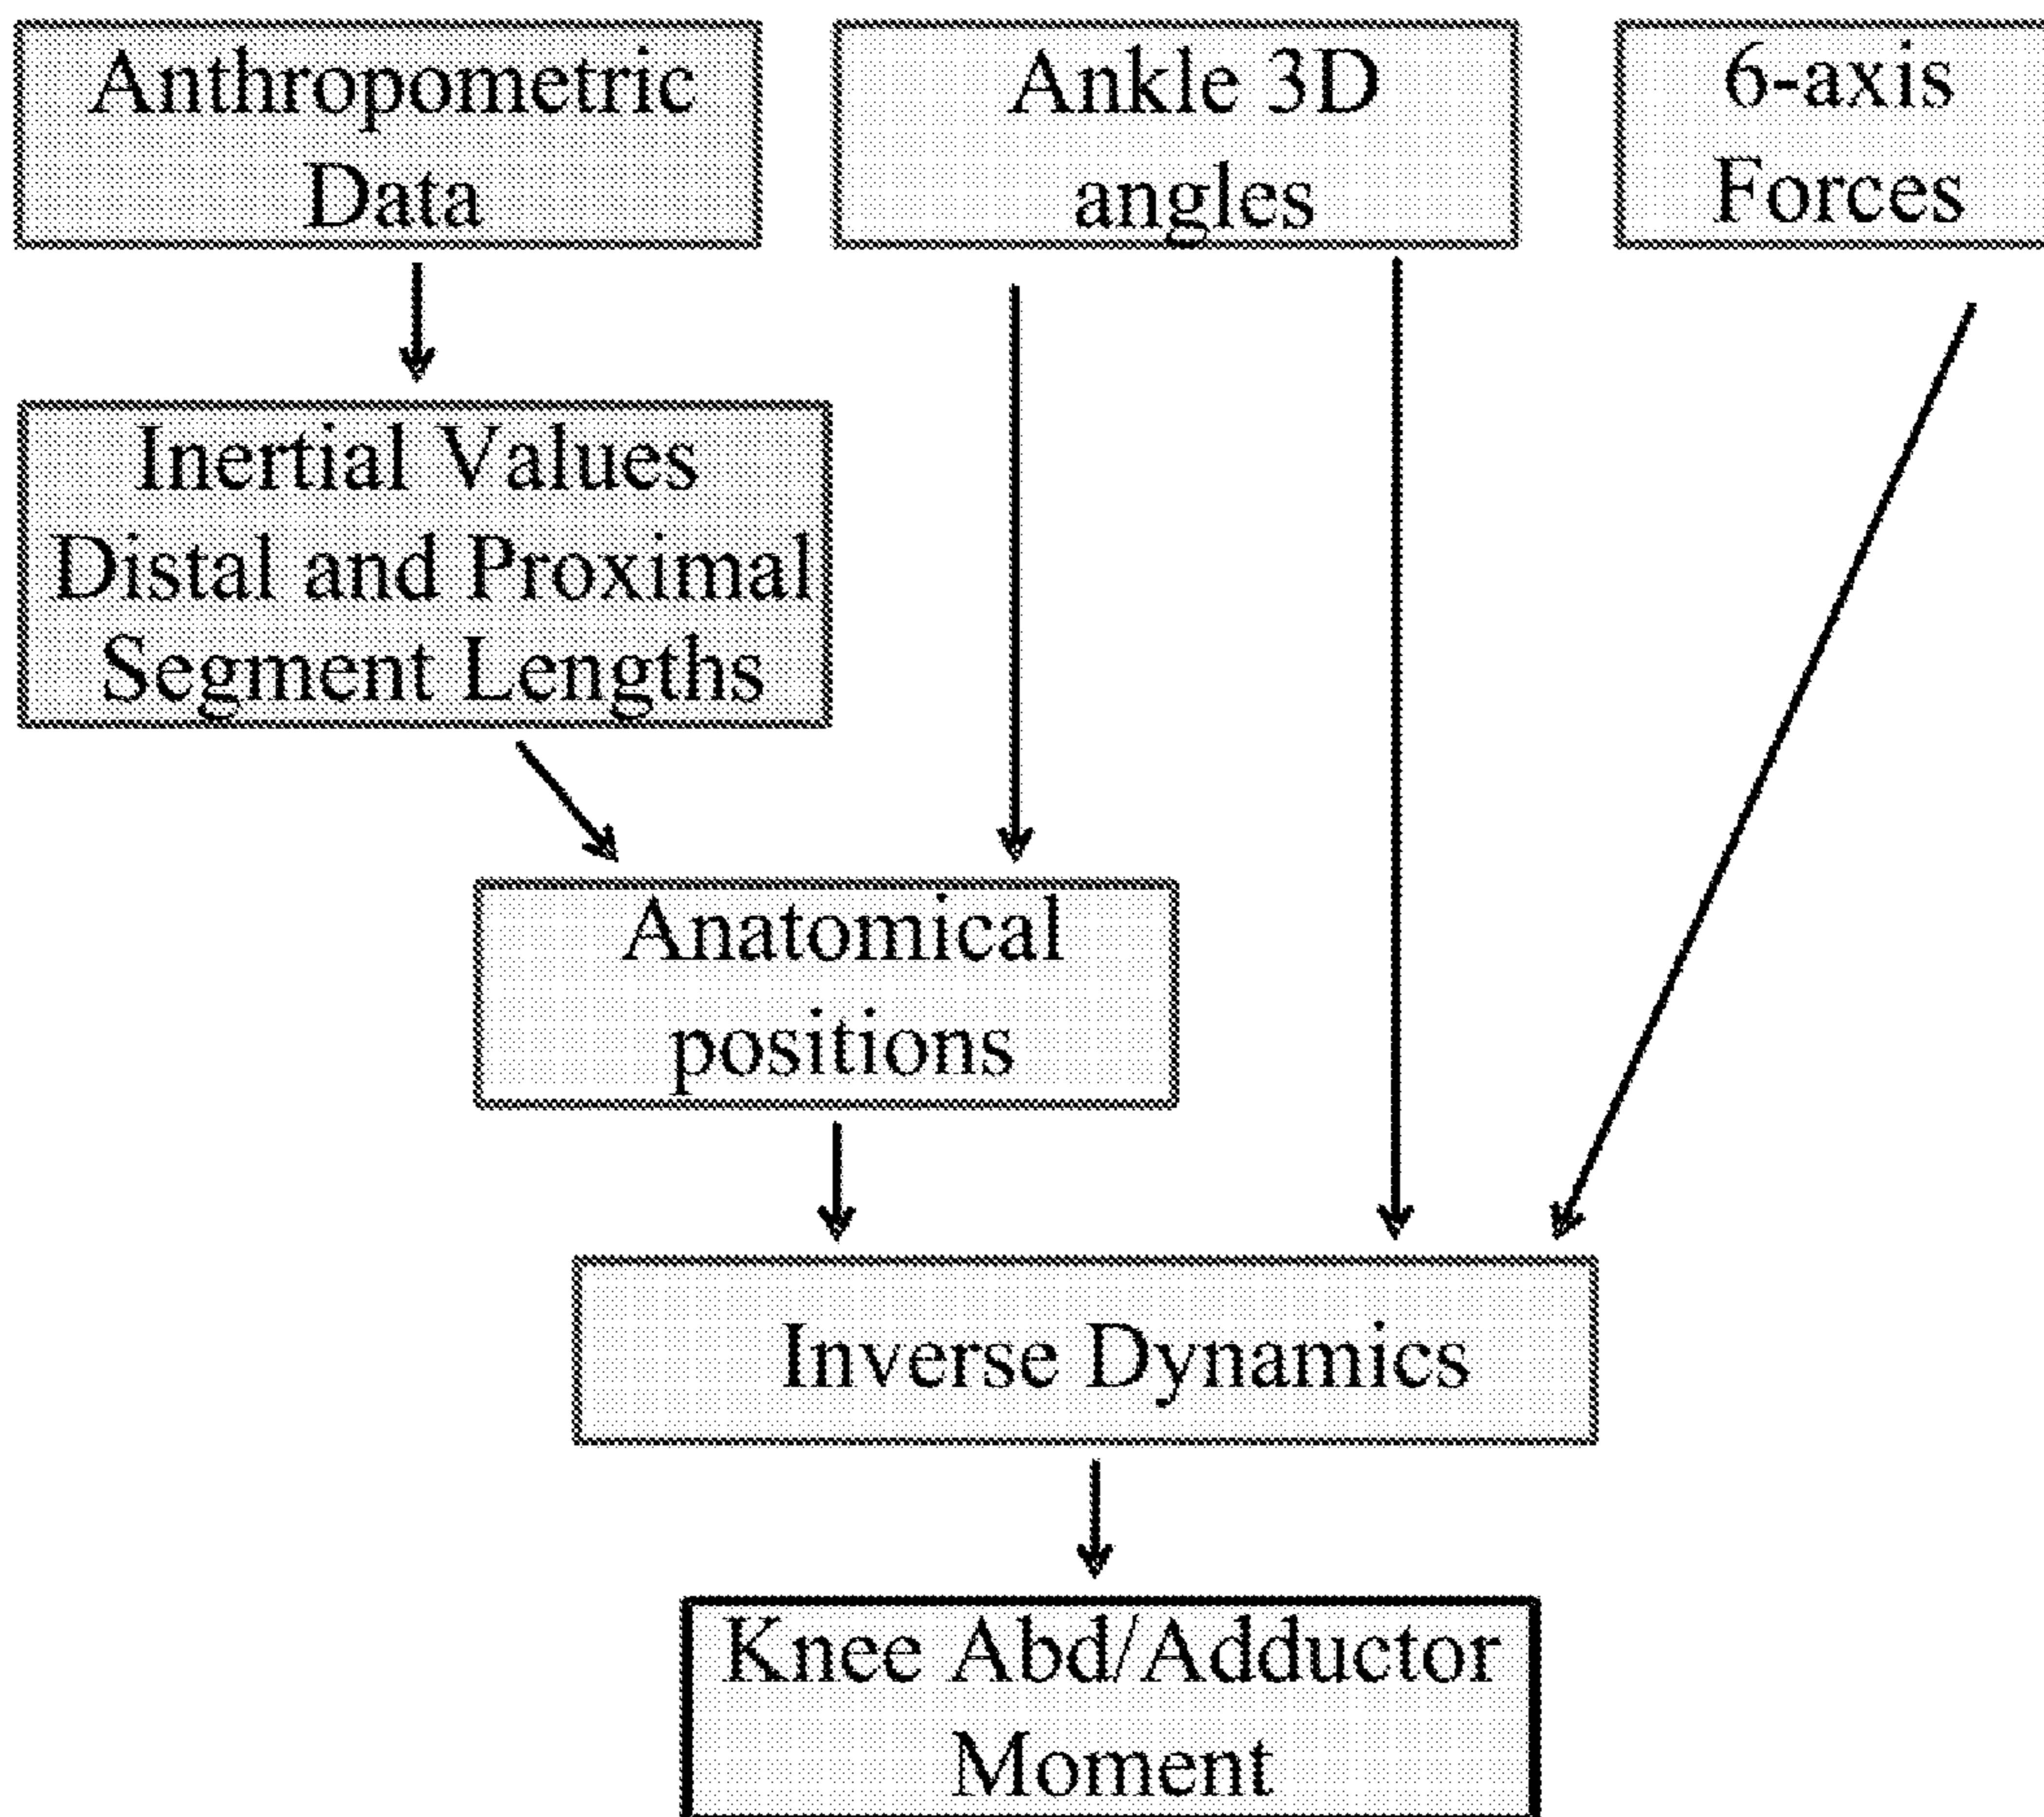 Anthropometric
Data
Ankle 3D
angles
6-axis
Forces
Inertial Values
Distal and Proximal
Segment Lengths
Anatomical
positions
Inverse Dynamics
Knee Abd/Adductor
Moment